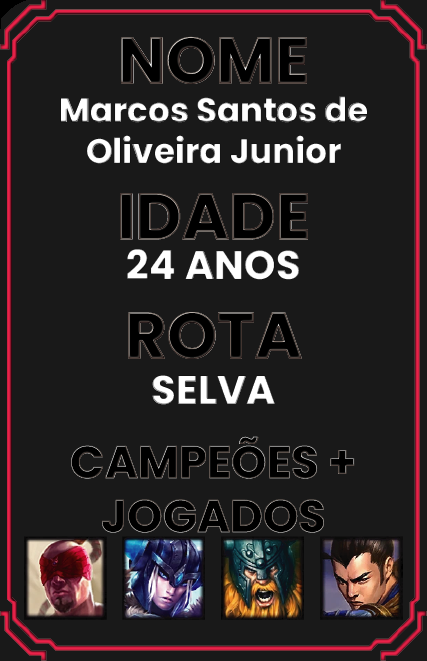 NOME
Marcos Santos de
Oliveira Junior
IDADE
24 ANOS
ROTA
SELVA
CAMPEÕES +
JOGADOS